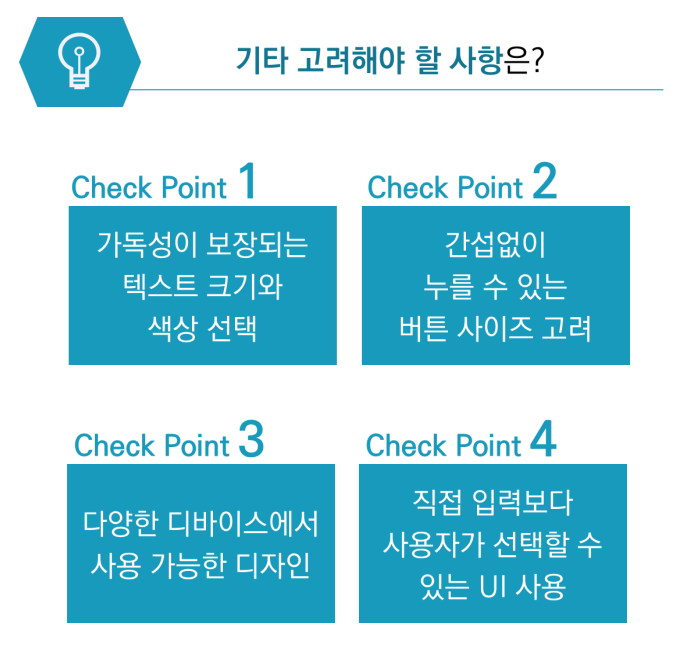 기타 고려해야 할 사항은?
Check Point 1
가독성이 보장되는
텍스트 크기와
색상 선택
Check Point 2
간섭없이
누를 수 있는
버튼 사이즈 고려
Check Point 3
다양한 디바이스에서
사용 가능한 디자인
Check Point 4
직접 입력보다
사용자가 선택할 수
있는 UI 사용